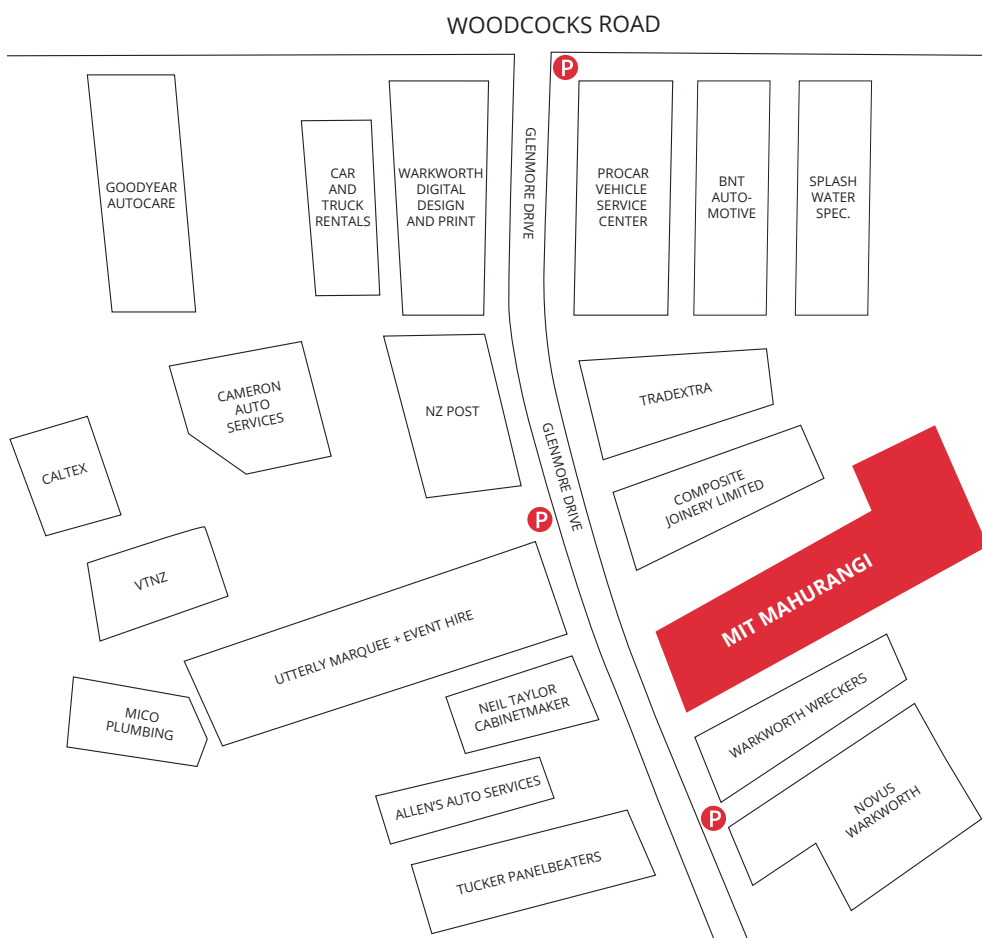 WOODCOCKS ROAD
P
GLENMORE DRIVE
GOODYEAR
AUTOCARE
CAR
AND
TRUCK
RENTALS
WARKWORTH
DIGITAL
DESIGN
AND PRINT
PROCAR
VEHICLE
SERVICE
CENTER
BNT
AUTO-
MOTIVE
SPLASH
WATER
SPEC.
CAMERON
AUTO
SERVICES
NZ POST
TRADEXTRA
GLENMORE DRIVE
CALTEX
COMPOSITE
JOINERY LIMITED
P
VTNZ
MIT MAHURANGI
UTTERLY MARQUEE + EVENT HIRE
MICO
PLUMBING
NEIL TAYLOR
CABINETMAKER
WARKWORTH WRECKERS
ALLEN'S AUTO SERVICES
P
NOVUS
WARKWORTH
TUCKER PANELBEATERS